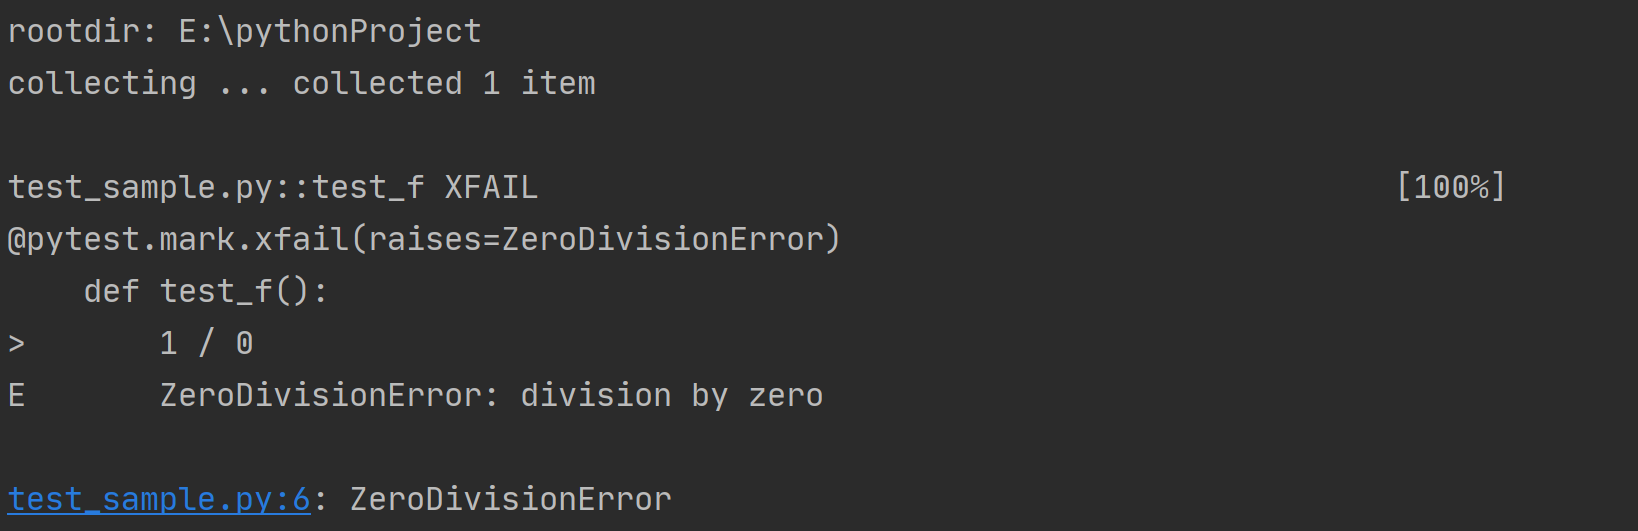 rootdir: E:\pythonProject
collecting ... collected 1 item
test_sample.py::test_f XFAIL [100%]
@pytest.mark.xfail(raises=ZeroDivisionError)
    def test_f():
>       1 / 0
E       ZeroDivisionError: division by zero
test_sample.py:6: ZeroDivisionError